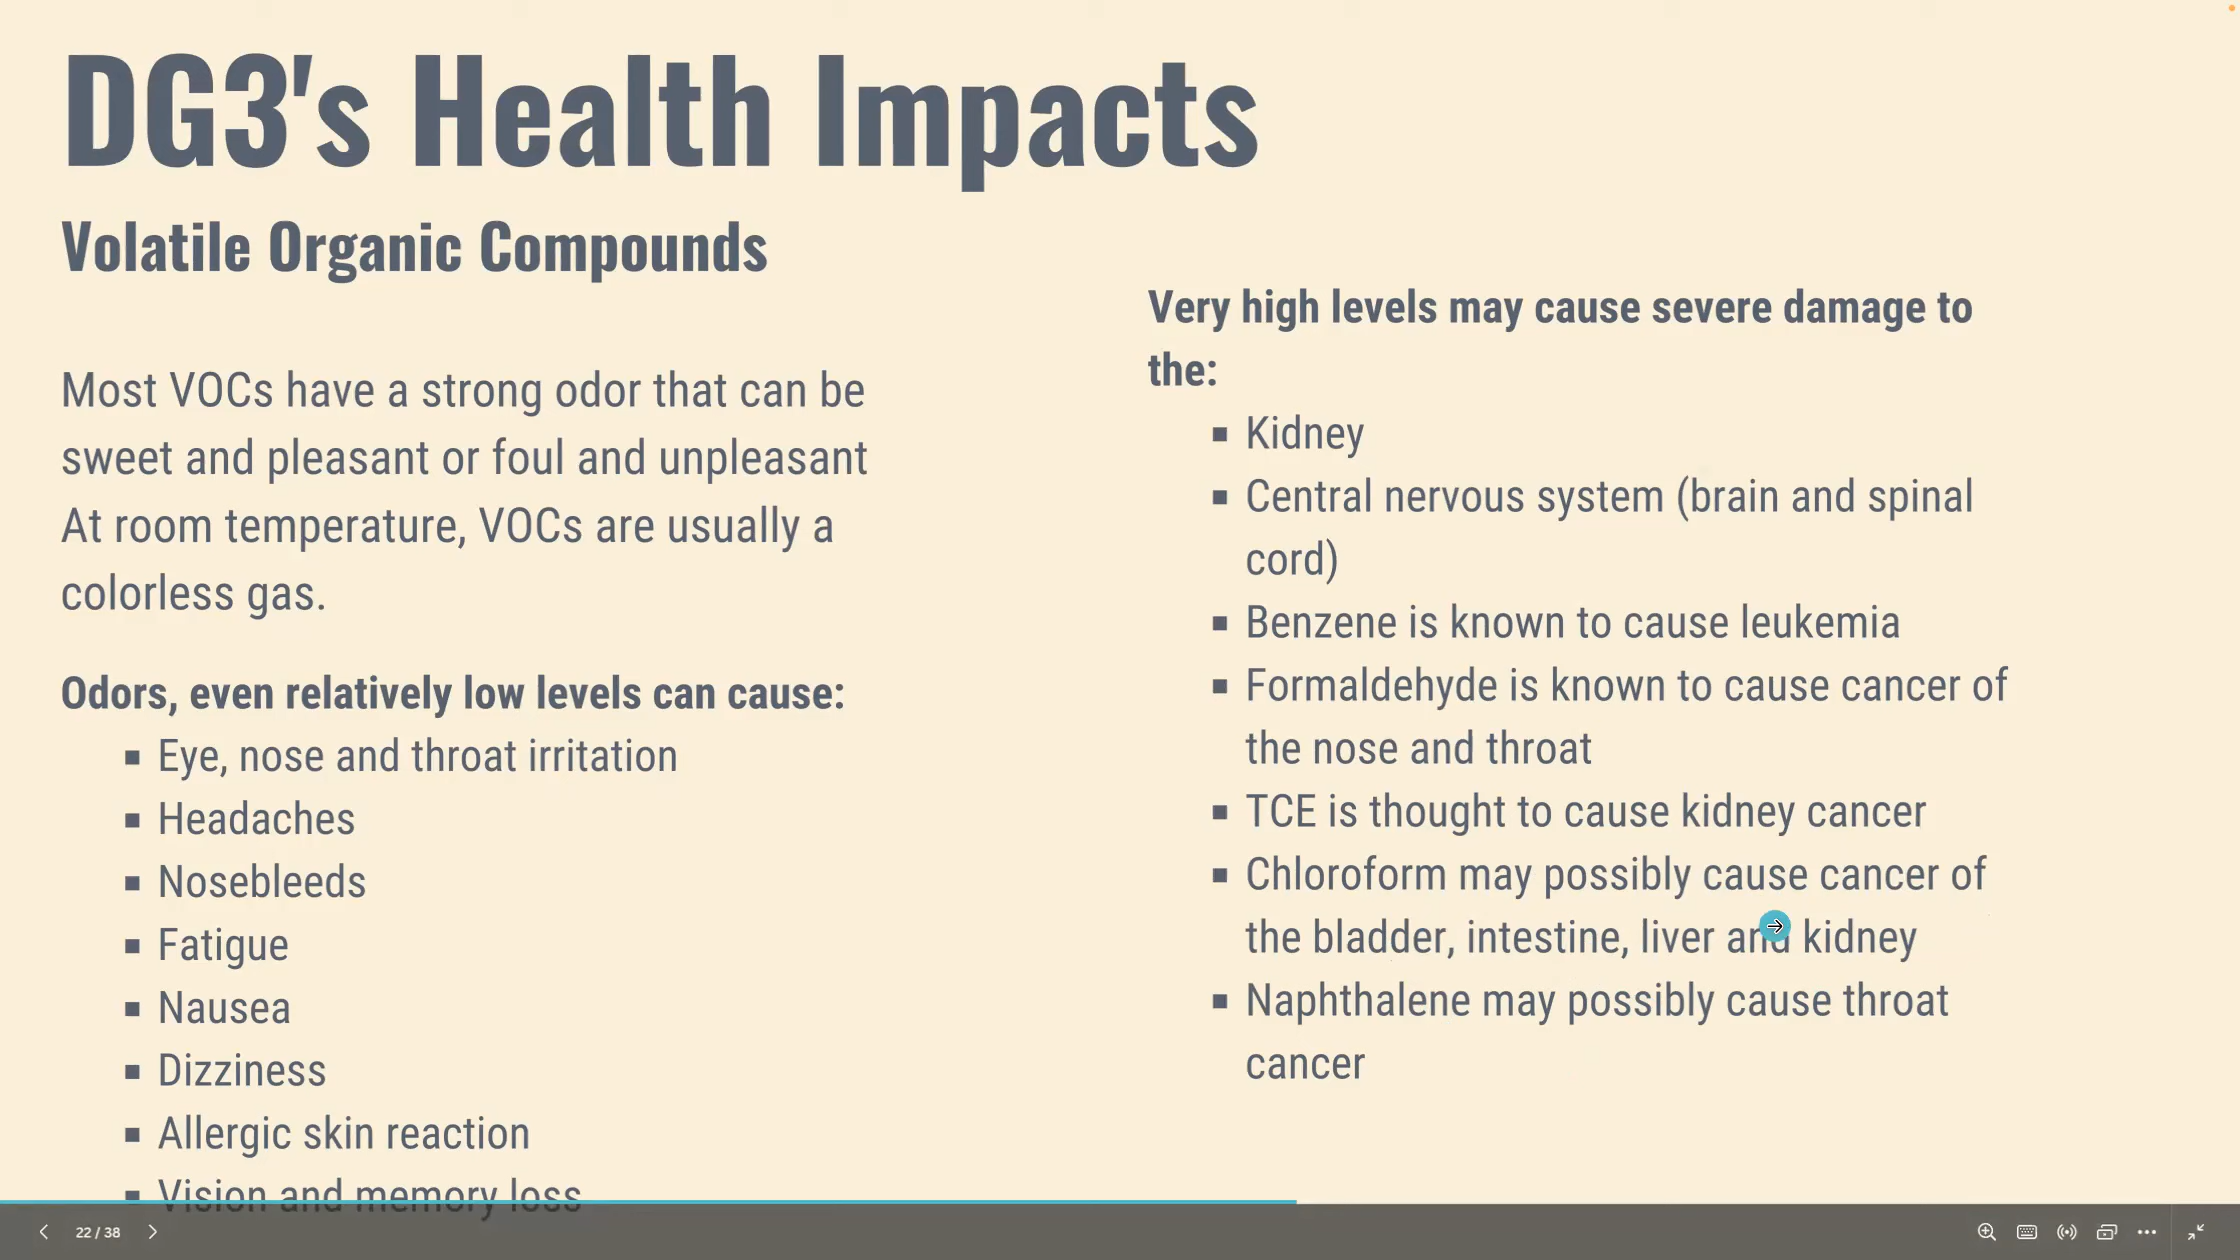 DG3's Health Impacts
Volatile Organic Compounds
Most VOCs have a strong odor that can be
sweet and pleasant or foul and unpleasant
At room temperature, VOCs are usually a
colorless gas.
Odors, even relatively low levels can cause:
▪ Eye, nose and throat irritation
▪ Headaches
▪ Nosebleeds
▪ Fatigue
▪ Nausea
▪ Dizziness
▪ Allergic skin reaction
▪ Vision and memory loss
Very high levels may cause severe damage to
the:
▪ Kidney
▪ Central nervous system (brain and spinal
cord)
▪ Benzene is known to cause leukemia
▪ Formaldehyde is known to cause cancer of
the nose and throat
▪ TCE is thought to cause kidney cancer
▪ Chloroform may possibly cause cancer of
the bladder, intestine, liver and kidney
▪ Naphthalene may possibly cause throat
cancer
22 / 38